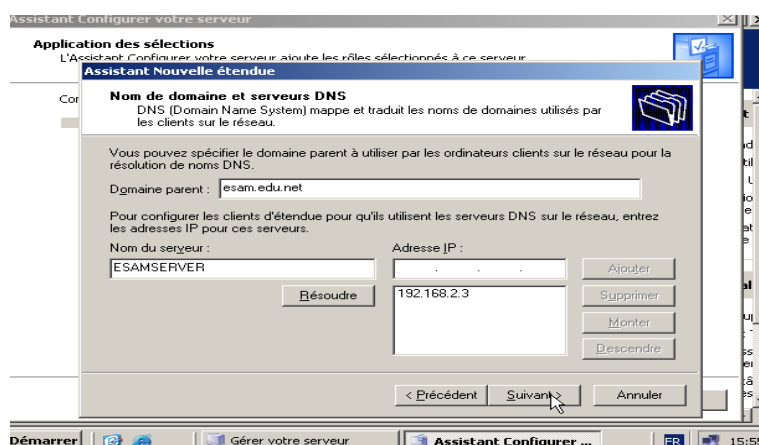 Assistant Configurer votre serveur
Application des sélections
L'Assistant Configurer votre serveur ajoute les rôles sélectionnés à ce serveur
Assistant Nouvelle étendue
Nom de domaine et serveurs DNS
DNS (Domain Name System) mappe et traduit les noms de domaines utilisés par
les clients sur le réseau.
Vous pouvez spécifier le domaine parent à utiliser par les ordinateurs clients sur le réseau pour la
résolution de noms DNS.
Domaine parent : esam.edu.net
Pour configurer les clients d'étendue pour qu'ils utilisent les serveurs DNS sur le réseau, entrez
les adresses IP pour ces serveurs.
Nom du serveur : Adresse IP :
ESAMSERVER . . . Ajouter
Résoudre 192.168.2.3 Supprimer
Monter
Descendre
< Précédent Suivant > Annuler
Démarrer Gérer votre serveur Assistant Configurer ... FR